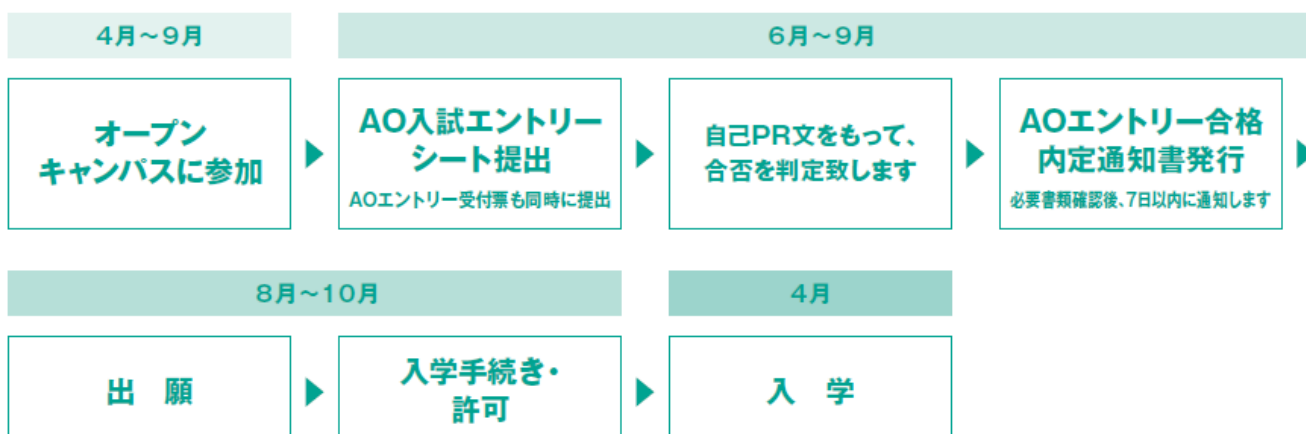 4月～9月
6月～9月
オープン
キャンパスに参加
AO入試エントリー
シート提出
AOエントリー受付票も同時に提出
自己PR文をもって、
合否を判定致します
AOエントリー合格
内定通知書発行
必要書類確認後、7日以内に通知します
8月～10月
4月
出 願
入学手続き・
許可
入 学